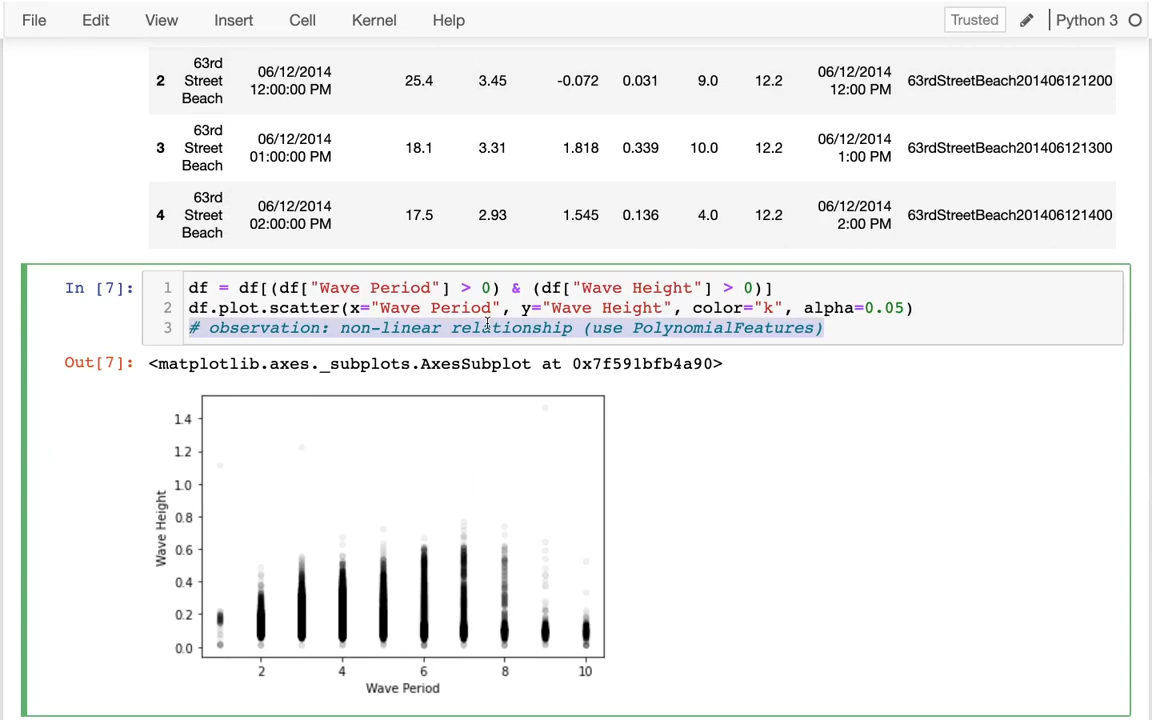 File Edit View Insert Cell Kernel Help Trusted Python 3
2 63rd Street Beach 06/12/2014 12:00:00 PM 25.4 3.45 -0.072 0.031 9.0 12.2 06/12/2014 12:00 PM 63rdStreetBeach201406121200
3 63rd Street Beach 06/12/2014 01:00:00 PM 18.1 3.31 1.818 0.339 10.0 12.2 06/12/2014 1:00 PM 63rdStreetBeach201406121300
4 63rd Street Beach 06/12/2014 02:00:00 PM 17.5 2.93 1.545 0.136 4.0 12.2 06/12/2014 2:00 PM 63rdStreetBeach201406121400
In [7]: 1 df = df[(df["Wave Period"] > 0) & (df["Wave Height"] > 0)]
2 df.plot.scatter(x="Wave Period", y="Wave Height", color="k", alpha=0.05)
3 # observation: non-linear relationship (use PolynomialFeatures)
Out[7]: <matplotlib.axes._subplots.AxesSubplot at 0x7f591bfb4a90>
1.4
1.2
1.0
0.8
0.6
0.4
0.2
0.0
Wave Height
2 4 6 8 10
Wave Period